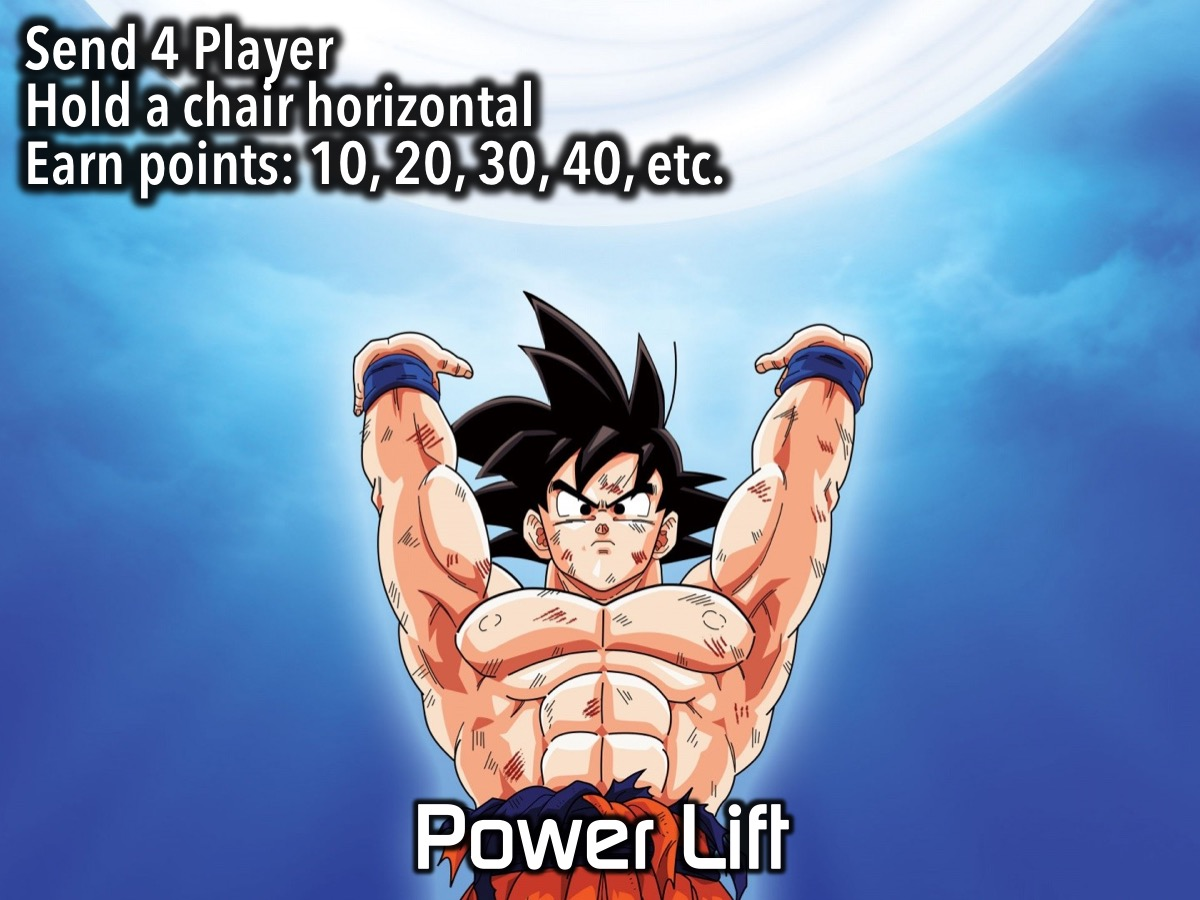 Send 4 Player
Hold a chair horizontal
Earn points: 10, 20, 30, 40, etc.
Power Lift